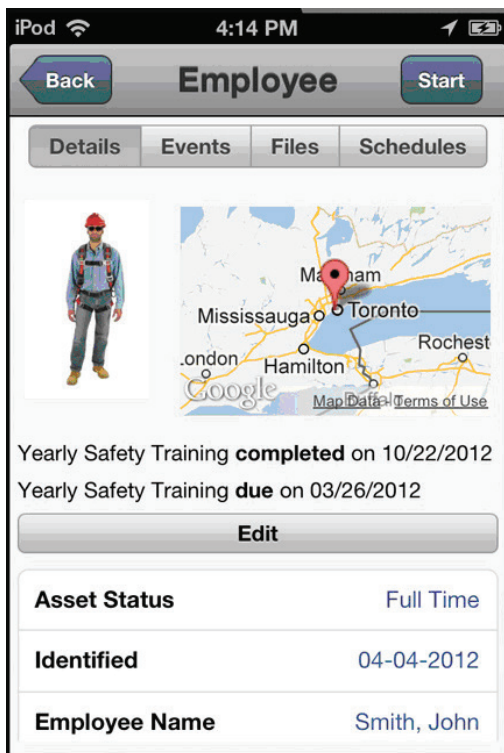 iPod 4:14 PM
Back Employee Start
Details Events Files Schedules
Mississauga Toronto
Rochest
London
Hamilton
Google Map Data - Terms of Use
Yearly Safety Training completed on 10/22/2012
Yearly Safety Training due on 03/26/2012
Edit
Asset Status Full Time
Identified 04-04-2012
Employee Name Smith, John